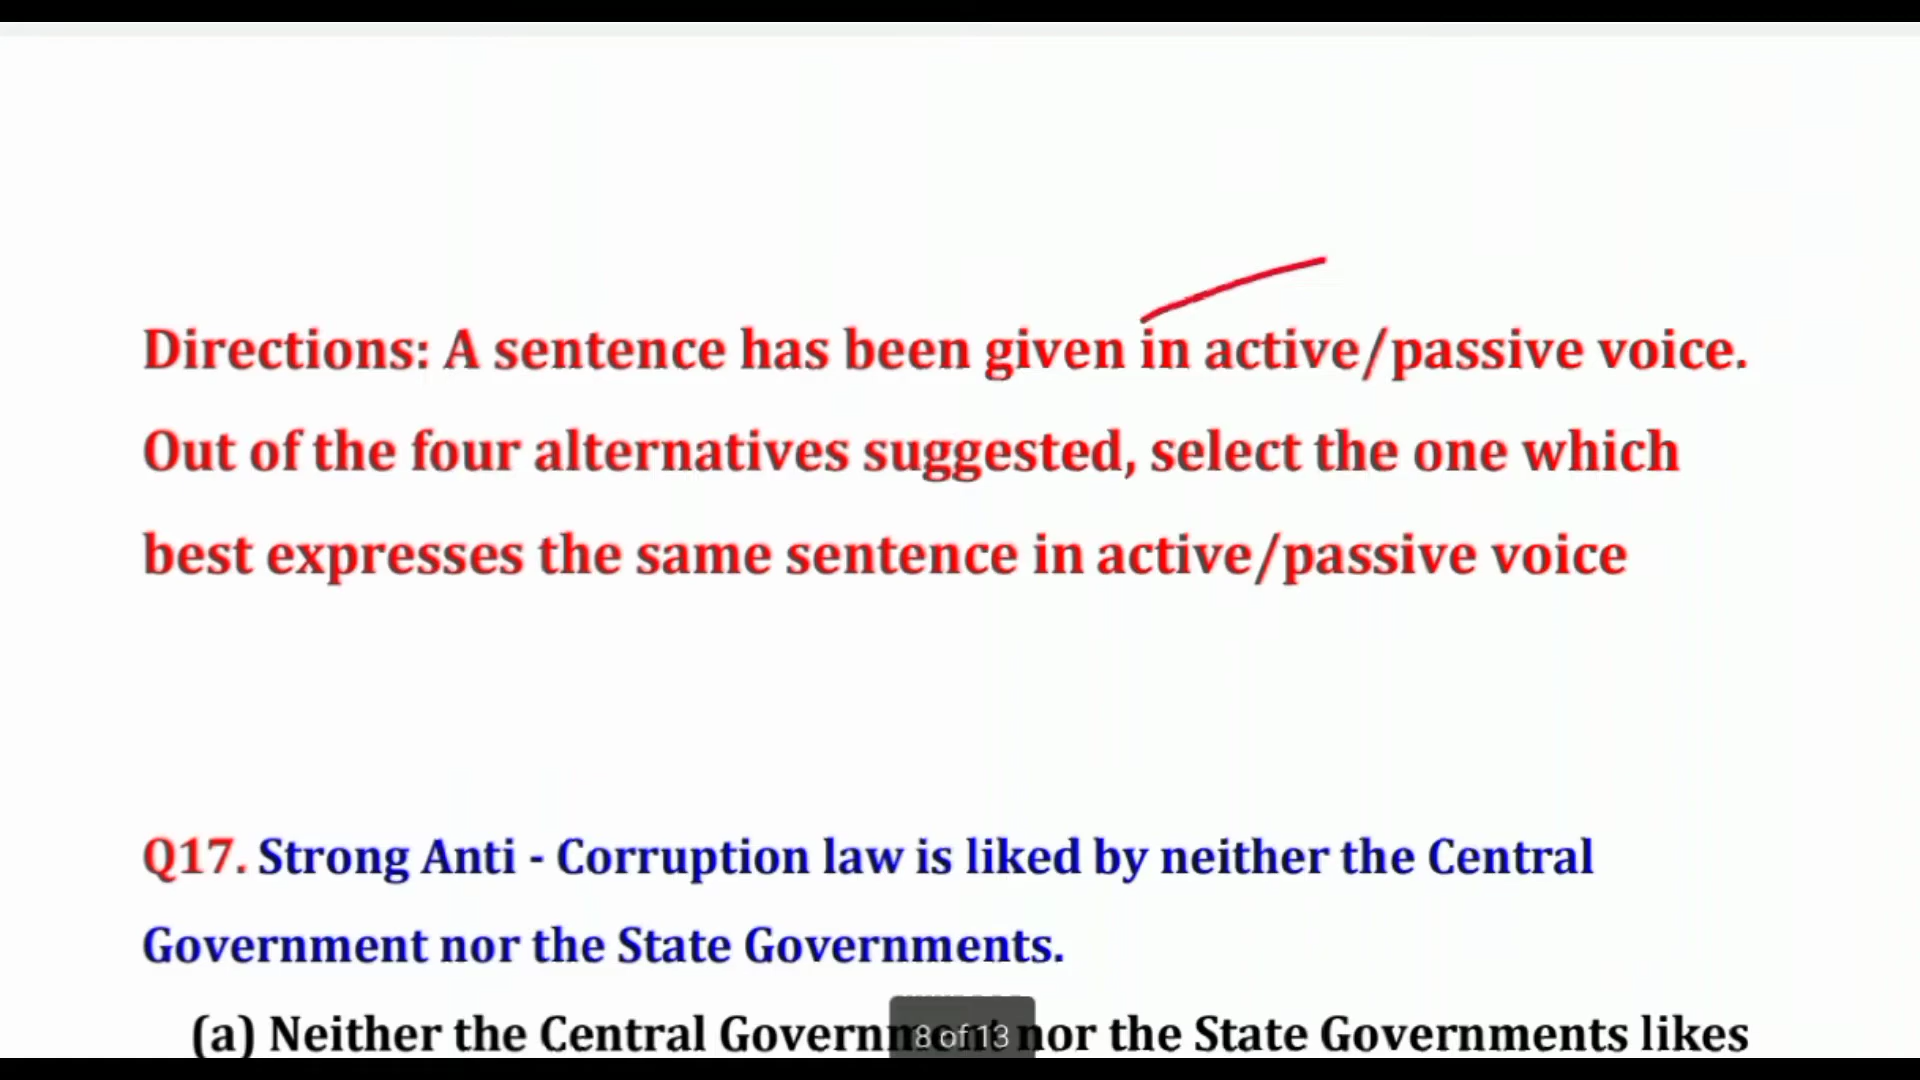 Directions: A sentence has been given in active/passive voice.
Out of the four alternatives suggested, select the one which
best expresses the same sentence in active/passive voice
Q17. Strong Anti - Corruption law is liked by neither the Central
Government nor the State Governments.
(a) Neither the Central Government nor the State Governments likes
8 of 13